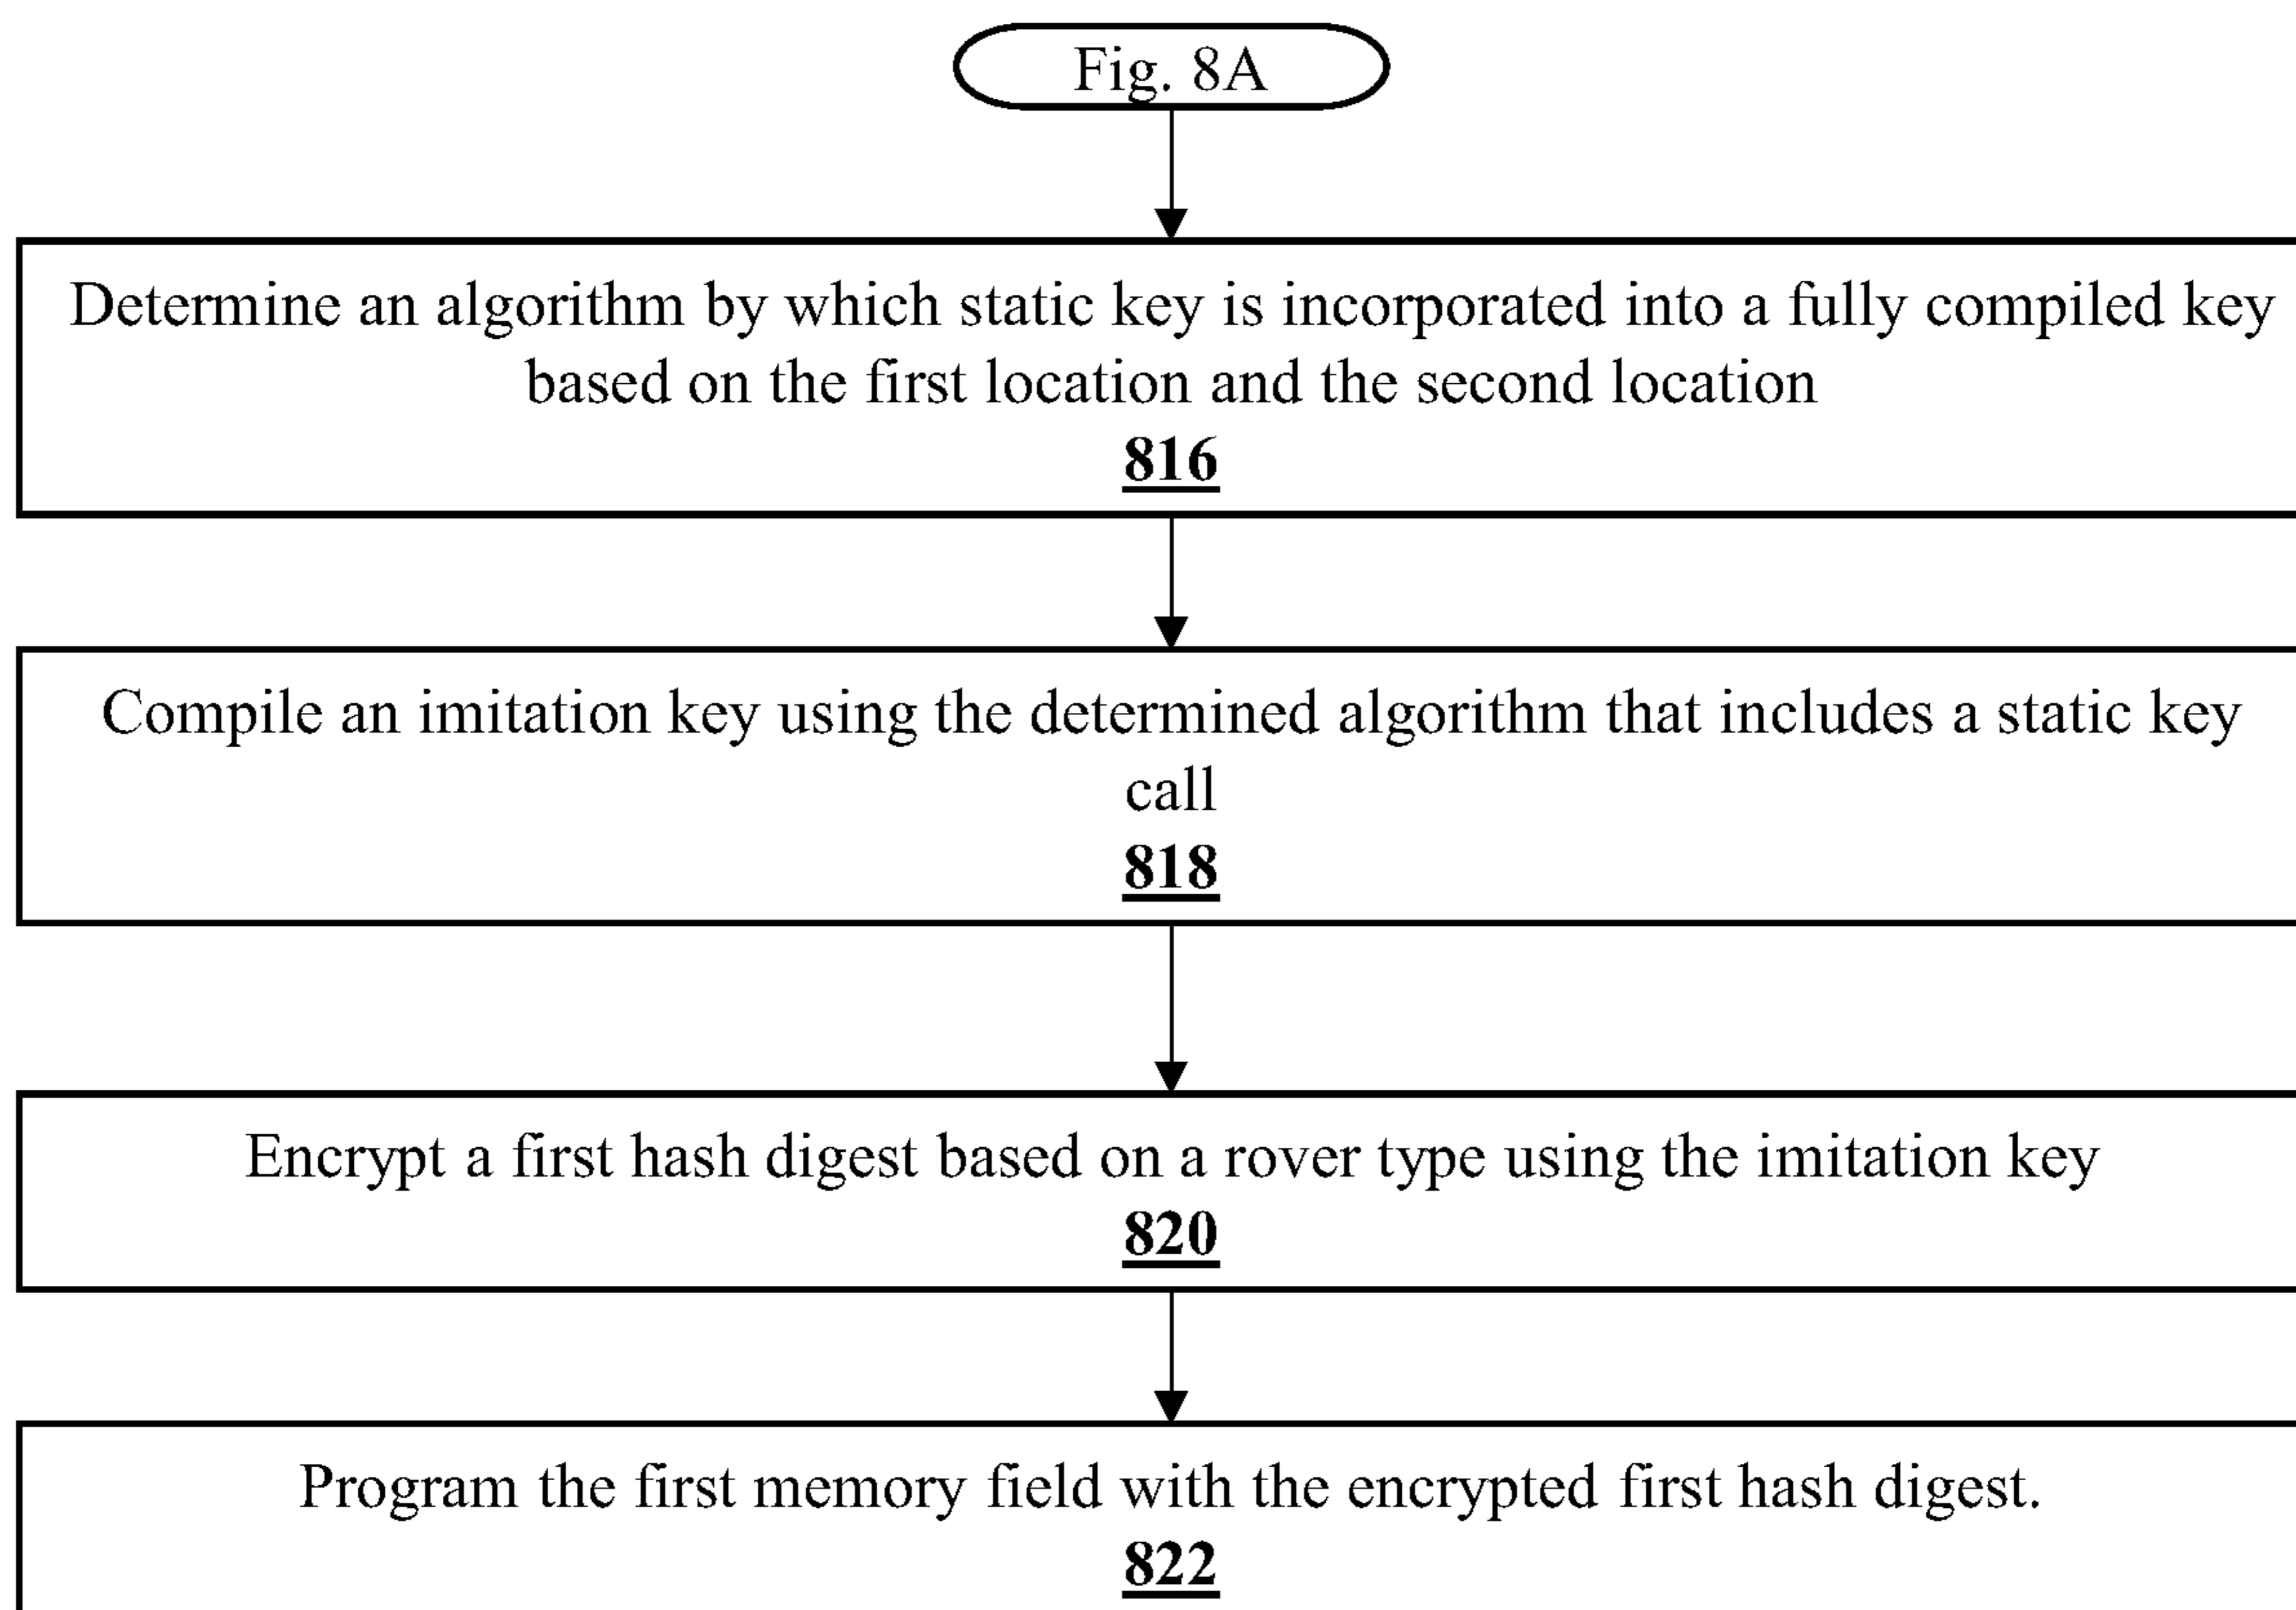 Fig. 8A
Determine an algorithm by which static key is incorporated into a fully compiled key
based on the first location and the second location
816
Compile an imitation key using the determined algorithm that includes a static key
call
818
Encrypt a first hash digest based on a rover type using the imitation key
820
Program the first memory field with the encrypted first hash digest.
822